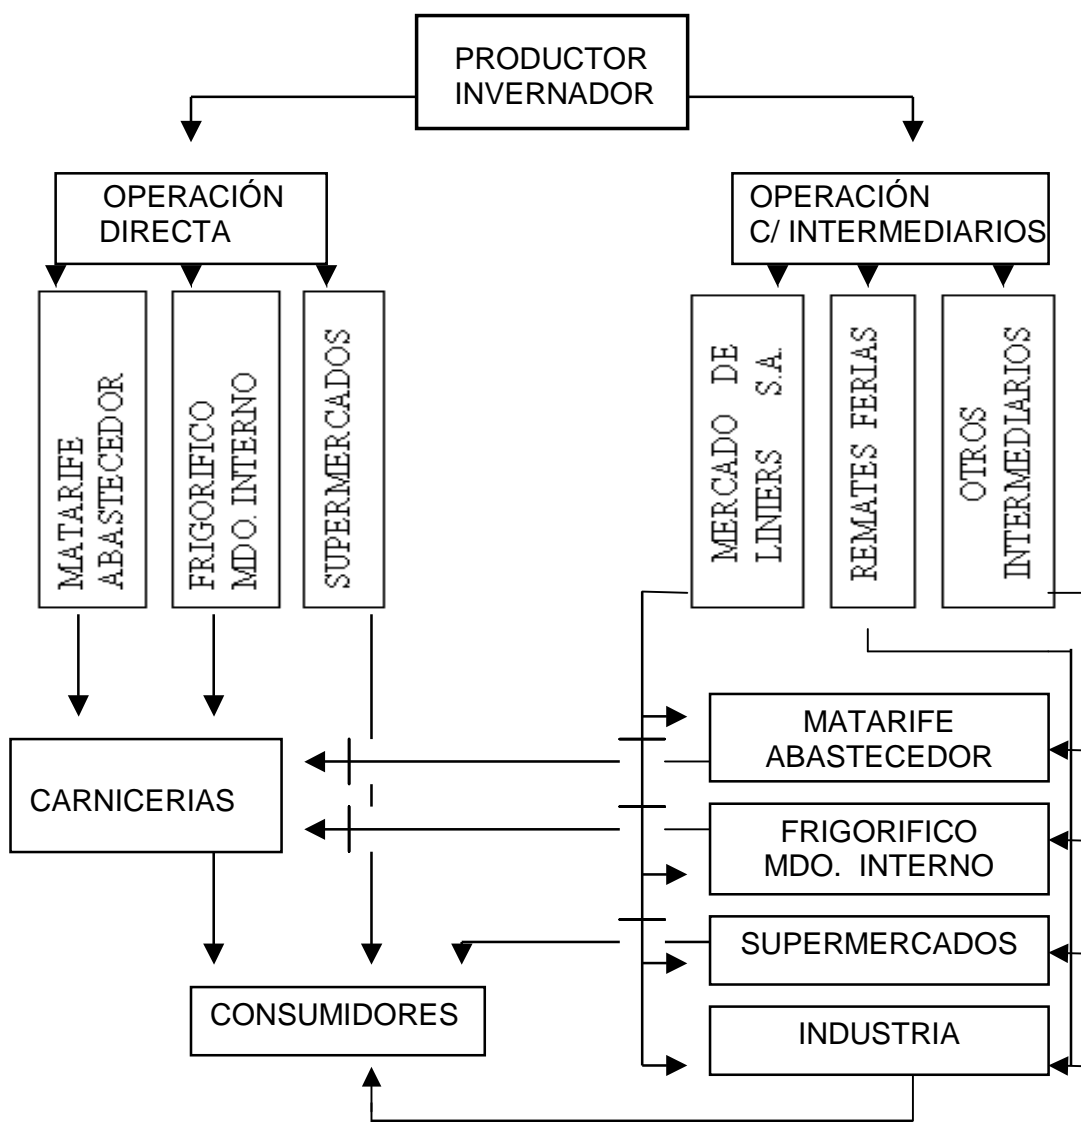 PRODUCTOR
INVERNADOR
OPERACIÓN
DIRECTA
OPERACIÓN
C/ INTERMEDIARIOS
MATARIFE
ABASTECEDOR
FRIGORIFICO
MDO. INTERNO
SUPERMERCADOS
MERCADO DE
LINIERS S.A.
REMATES FERIAS
OTROS
INTERMEDIARIOS
CARNICERIAS
MATARIFE
ABASTECEDOR
FRIGORIFICO
MDO. INTERNO
SUPERMERCADOS
CONSUMIDORES
INDUSTRIA